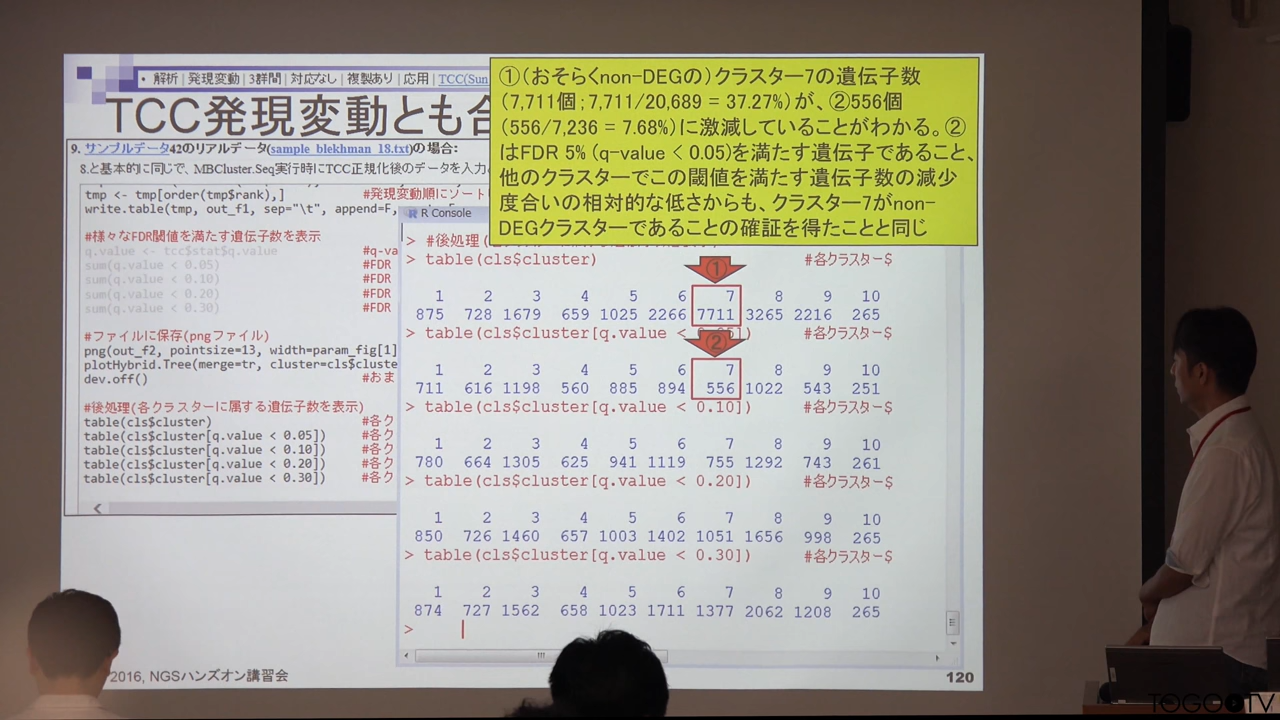 • 解析 | 発現変動 | 3群間 | 対応なし | 複製あり | 応用 | TCC(Sun
TCC発現変動とも合
①(おそらくnon-DEGの)クラスター7の遺伝子数
(7,711個 ; 7,711/20,689 = 37.27%)が、②556個
(556/7,236 = 7.68%)に激減していることがわかる。②
はFDR 5% (q-value < 0.05)を満たす遺伝子であること、
他のクラスターでこの閾値を満たす遺伝子数の減少
度合いの相対的な低さからも、クラスター7がnon-
DEGクラスターであることの確証を得たことと同じ
9. サンプルデータ42のリアルデータ(sample_blekhman_18.txt)の場合:
8.と基本的に同じで、MBCluster.Seq実行時にTCC正規化後のデータを入力
tmp <- tmp[order(tmp$rank),] #発現変動順にソート
write.table(tmp, out_f1, sep="\t", append=F,
#様々なFDR閾値を満たす遺伝子数を表示
q.value <- tcc$stat$q.value #q-va
sum(q.value < 0.05) #FDR
sum(q.value < 0.10) #FDR
sum(q.value < 0.20) #FDR
sum(q.value < 0.30) #FDR
#ファイルに保存(pngファイル)
png(out_f2, pointsize=13, width=param_fig[1]
plotHybrid.Tree(merge=tr, cluster=cls$cluste
dev.off() #おま
#後処理(各クラスターに属する遺伝子数を表示)
table(cls$cluster) #各ク
table(cls$cluster[q.value < 0.05]) #各ク
table(cls$cluster[q.value < 0.10]) #各ク
table(cls$cluster[q.value < 0.20]) #各ク
table(cls$cluster[q.value < 0.30]) #各ク
R Console
> #後処理(
> table(cls$cluster) #各クラスター$
①
1 2 3 4 5 6 7 8 9 10
875 728 1679 659 1025 2266 7711 3265 2216 265
> table(cls$cluster[q.value < #各クラスター$
②
1 2 3 4 5 6 7 8 9 10
711 616 1198 560 885 894 556 1022 543 251
> table(cls$cluster[q.value < 0.10]) #各クラスター$
1 2 3 4 5 6 7 8 9 10
780 664 1305 625 941 1119 755 1292 743 261
> table(cls$cluster[q.value < 0.20]) #各クラスター$
1 2 3 4 5 6 7 8 9 10
850 726 1460 657 1003 1402 1051 1656 998 265
> table(cls$cluster[q.value < 0.30]) #各クラスター$
1 2 3 4 5 6 7 8 9 10
874 727 1562 658 1023 1711 1377 2062 1208 265
>
2016, NGSハンズオン講習会
120
TOGOTV